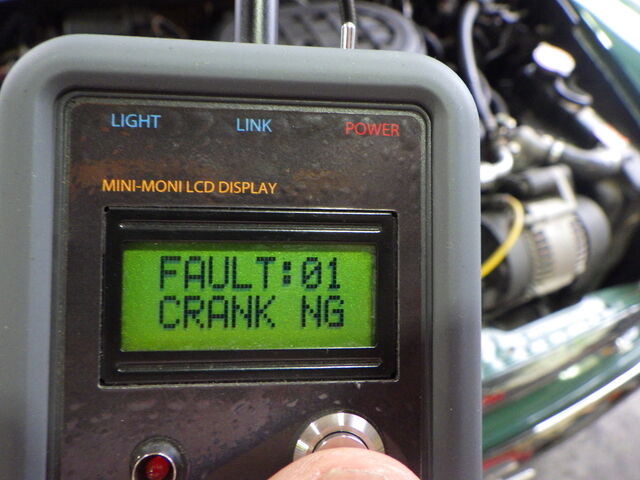 LIGHT LINK POWER
MINI-MONI LCD DISPLAY
FAULT:01
CRANK NG